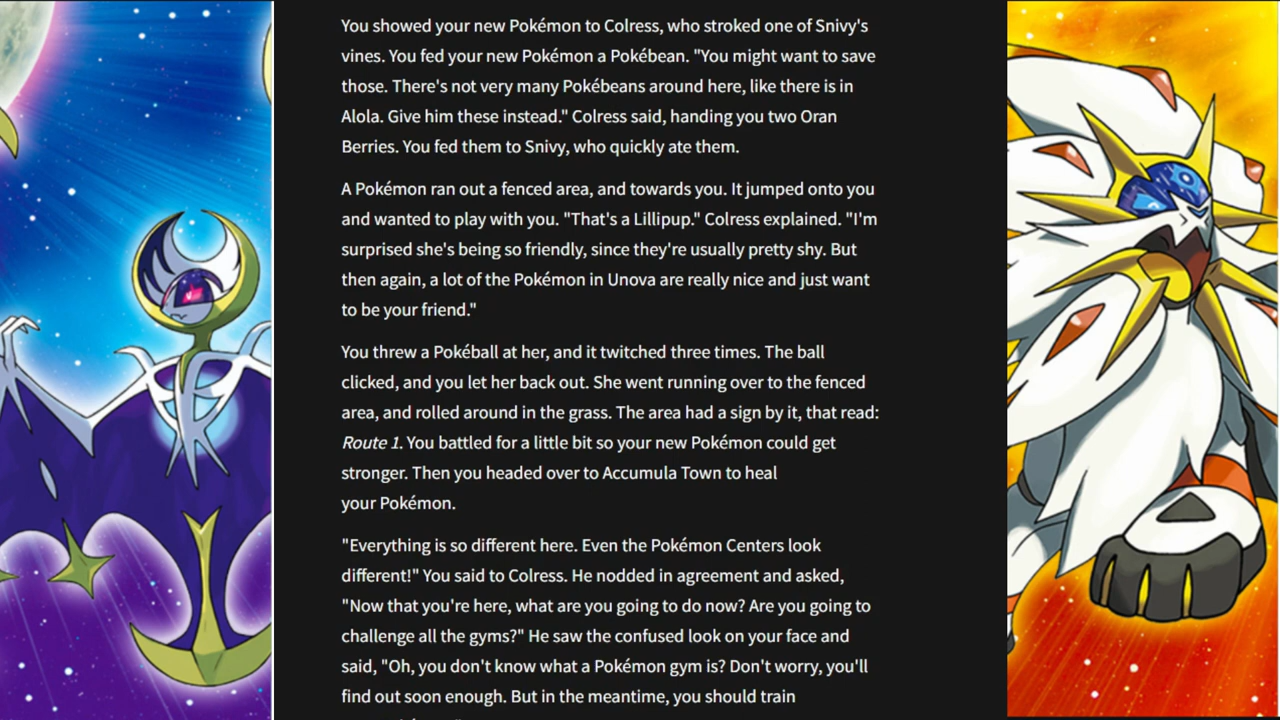 You showed your new Pokémon to Colress, who stroked one of Snivy's
vines. You fed your new Pokémon a Pokébean. "You might want to save
those. There's not very many Pokébeans around here, like there is in
Alola. Give him these instead." Colress said, handing you two Oran
Berries. You fed them to Snivy, who quickly ate them.
A Pokémon ran out a fenced area, and towards you. It jumped onto you
and wanted to play with you. "That's a Lillipup." Colress explained. "I'm
surprised she's being so friendly, since they're usually pretty shy. But
then again, a lot of the Pokémon in Unova are really nice and just want
to be your friend."
You threw a Pokéball at her, and it twitched three times. The ball
clicked, and you let her back out. She went running over to the fenced
area, and rolled around in the grass. The area had a sign by it, that read:
Route 1. You battled for a little bit so your new Pokémon could get
stronger. Then you headed over to Accumula Town to heal
your Pokémon.
"Everything is so different here. Even the Pokémon Centers look
different!" You said to Colress. He nodded in agreement and asked,
"Now that you're here, what are you going to do now? Are you going to
challenge all the gyms?" He saw the confused look on your face and
said, "Oh, you don't know what a Pokémon gym is? Don't worry, you'll
find out soon enough. But in the meantime, you should train